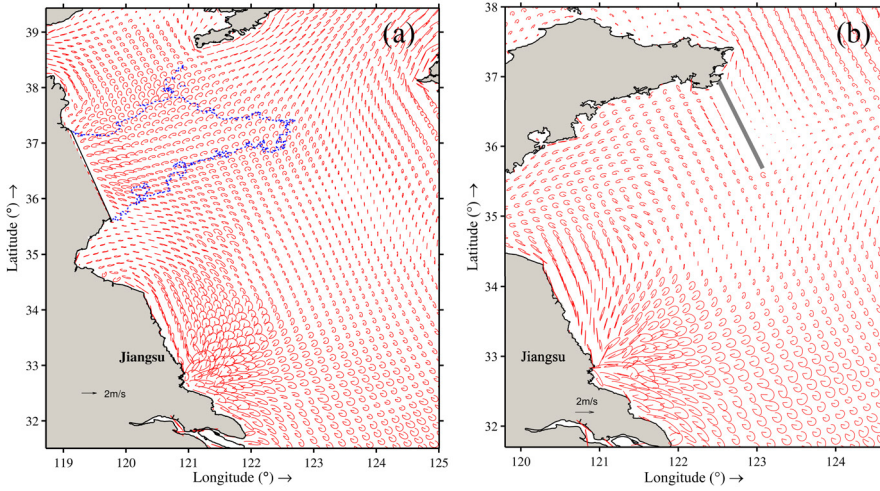 (a)
39
38
37
36
35
34
33
32
Latitude (°) →
Jiangsu
2m/s
119
120
121
122
123
124
125
Longitude (°) →
(b)
38
37
36
35
34
33
32
Latitude (°) →
Jiangsu
2m/s
120
121
122
123
124
Longitude (°) →